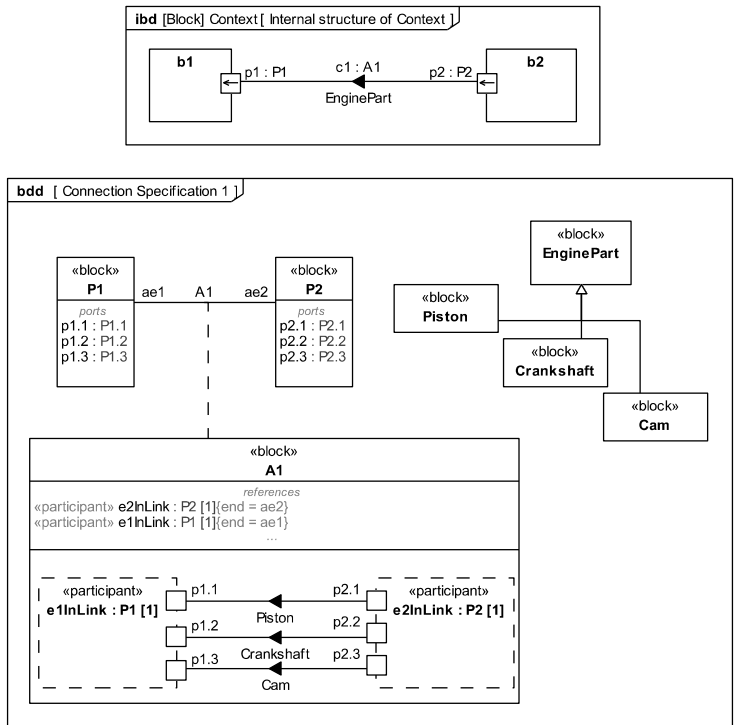 ibd [Block] Context [ Internal structure of Context ]
b1
p1 : P1
c1 : A1
p2 : P2
b2
EnginePart
bdd [ Connection Specification 1 ]
«block»
P1
ports
p1.1 : P1.1
p1.2 : P1.2
p1.3 : P1.3
ae1
A1
ae2
«block»
P2
ports
p2.1 : P2.1
p2.2 : P2.2
p2.3 : P2.3
«block»
EnginePart
«block»
Piston
«block»
Crankshaft
«block»
Cam
«block»
A1
references
«participant» e2InLink : P2 [1]{end = ae2}
«participant» e1InLink : P1 [1]{end = ae1}
...
«participant»
e1InLink : P1 [1]
p1.1
p2.1
Piston
p1.2
p2.2
Crankshaft
p1.3
p2.3
Cam
«participant»
e2InLink : P2 [1]